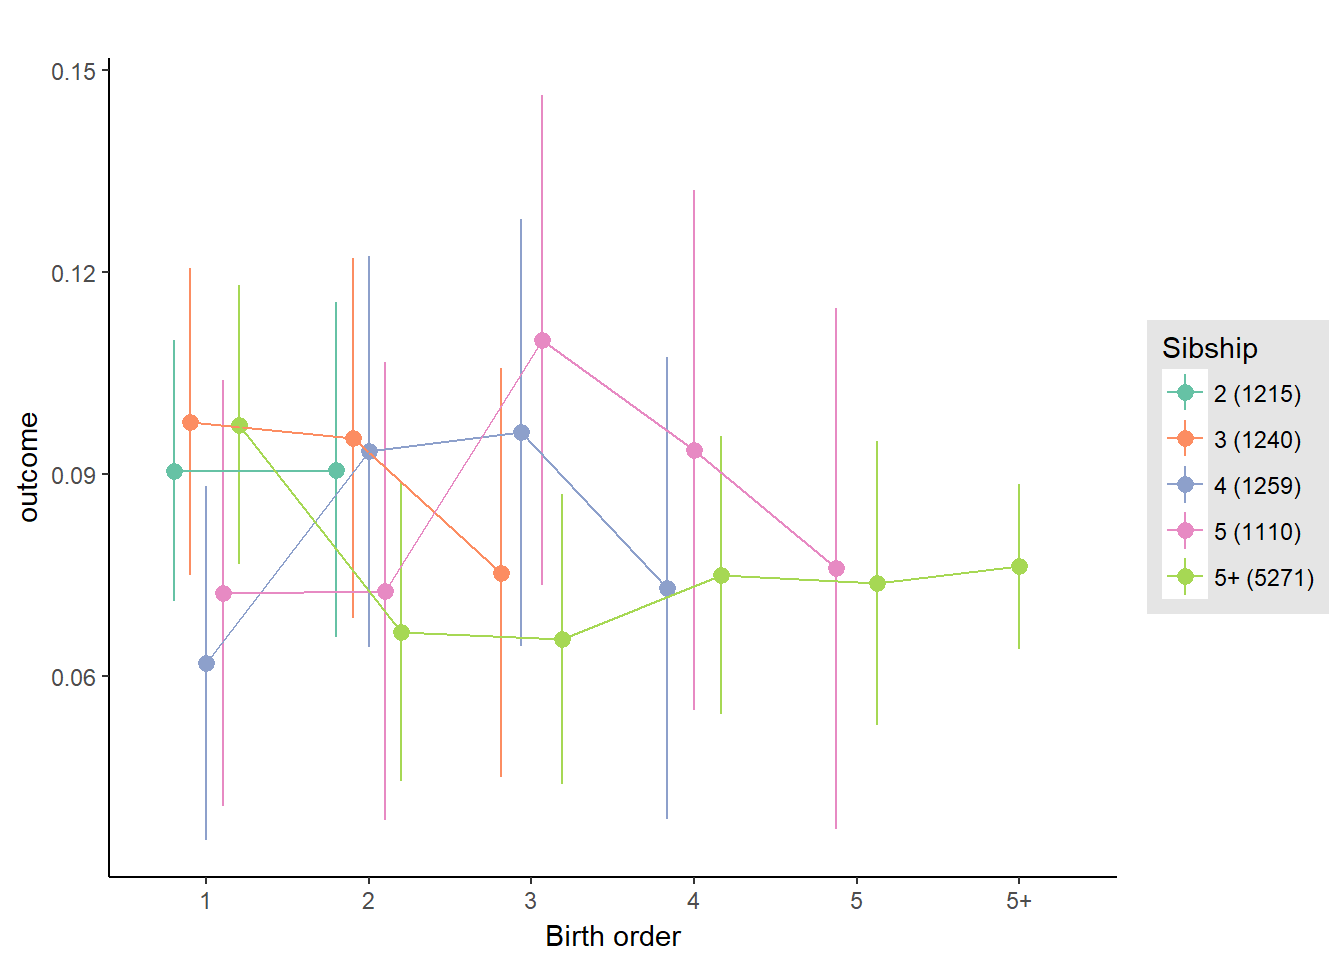 0.15
0.12
0.09
0.06
outcome
1 2 3 4 5 5+
Birth order
Sibship
2 (1215)
3 (1240)
4 (1259)
5 (1110)
5+ (5271)